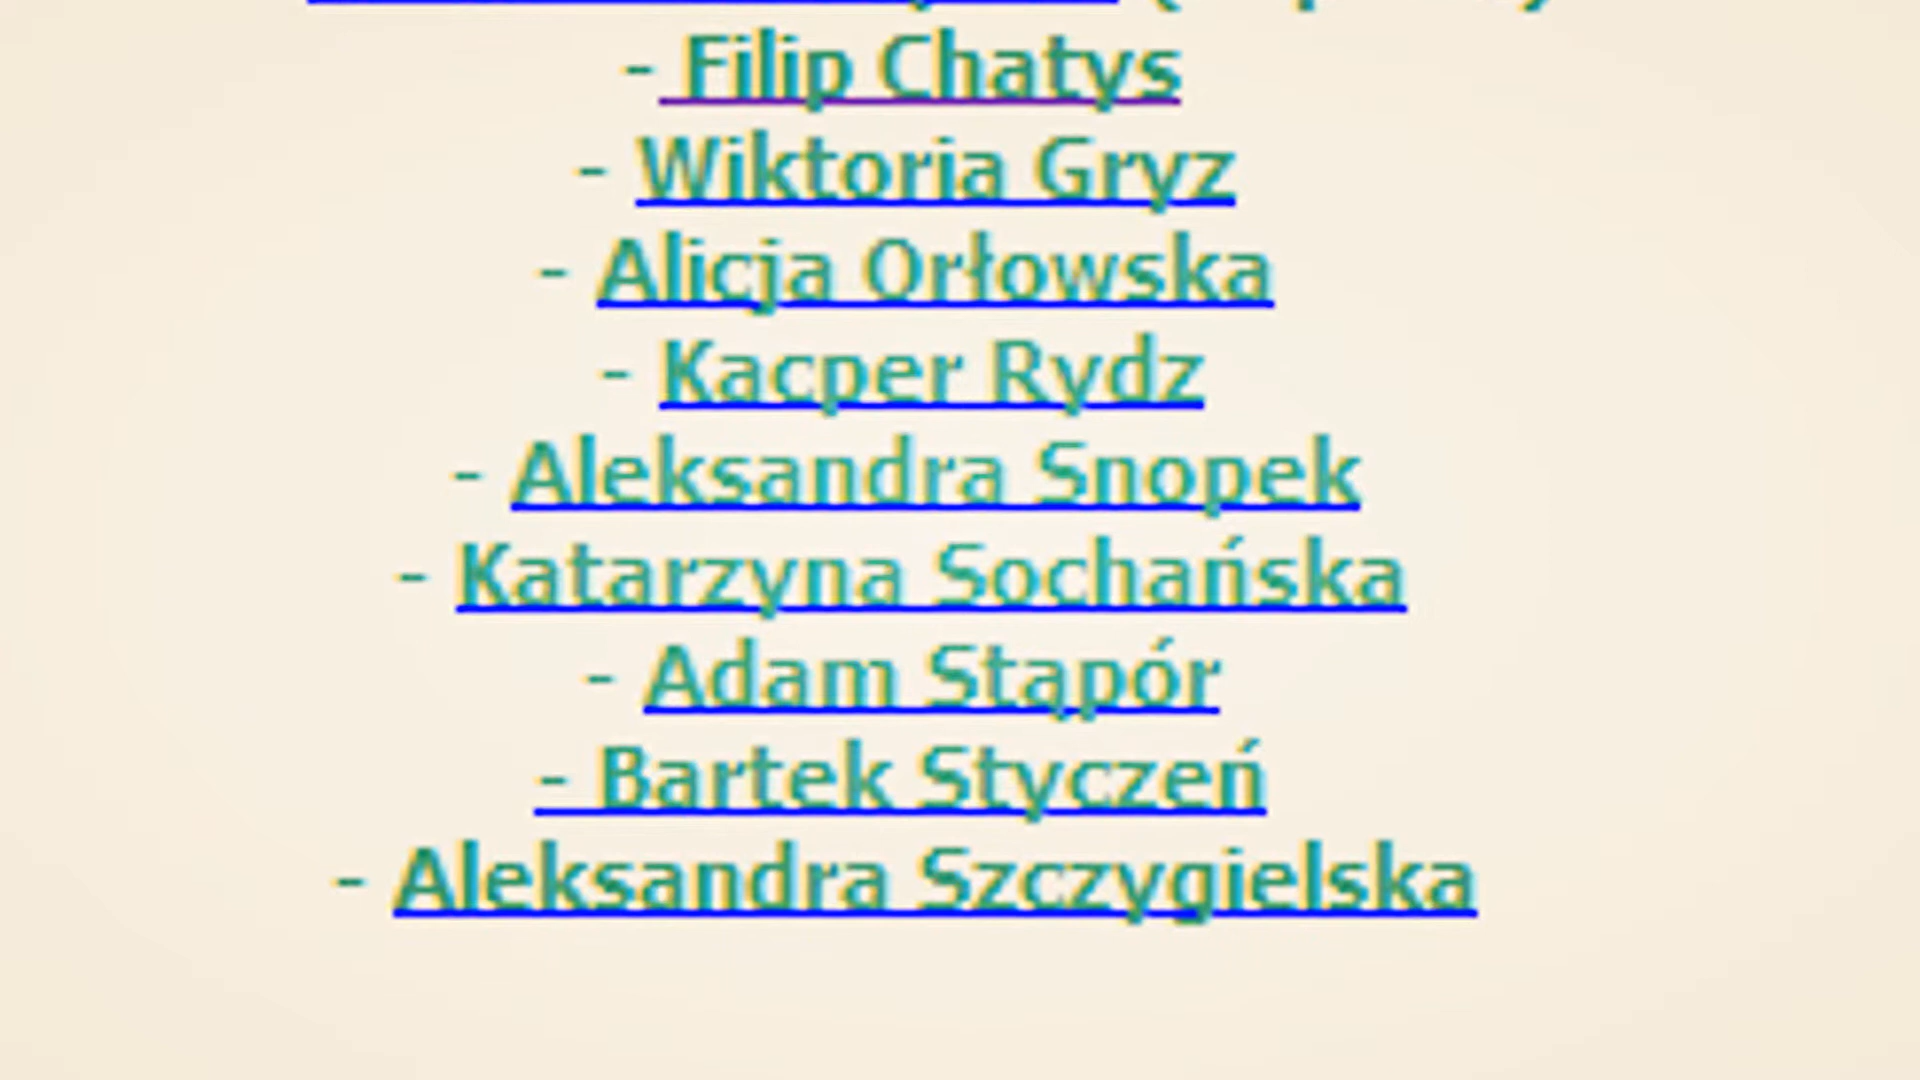 - Filip Chatys
- Wiktoria Gryz
- Alicja Orłowska
- Kacper Rydz
- Aleksandra Snopek
- Katarzyna Sochańska
- Adam Stąpór
- Bartek Styczeń
- Aleksandra Szczygielska